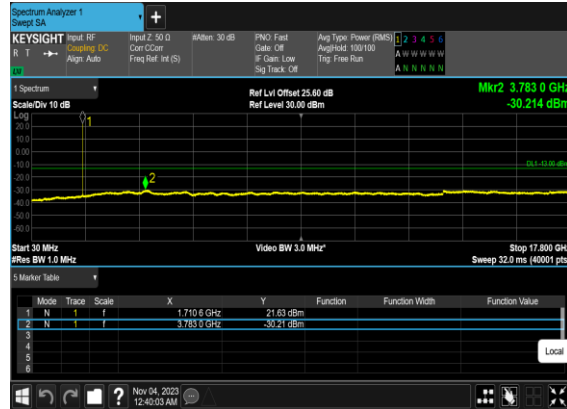 Spectrum Analyzer 1
Swept SA
+
KEYSIGHT Input: RF Input Z: 50 Ω #Atten: 30 dB PNO: Fast Avg Type: Power (RMS) 1 2 3 4 5 6
R T Coupling: DC Corr CCorr Gate: Off Avg|Hold: 100/100 A W W W W W
Align: Auto Freq Ref: Int (S) IF Gain: Low Trig: Free Run
Sig Track: Off A N N N N N
1 Spectrum Ref Lvl Offset 25.60 dB Mkr2 3.783 0 GHz
Scale/Div 10 dB Ref Level 30.00 dBm -30.214 dBm
Log
1
20.0
10.0
0.00
-10.0
DL1 -13.00 dBm
-20.0
2
-30.0
-40.0
-50.0
-60.0
Start 30 MHz Video BW 3.0 MHz* Stop 17.800 GHz
#Res BW 1.0 MHz Sweep 32.0 ms (40001 pts)
5 Marker Table
Mode Trace Scale X Y Function Function Width Function Value
1 N 1 f 1.710 6 GHz 21.63 dBm
2 N 1 f 3.783 0 GHz -30.21 dBm
3
4
5
6
Local
? Nov 04, 2023
12:40:03 AM